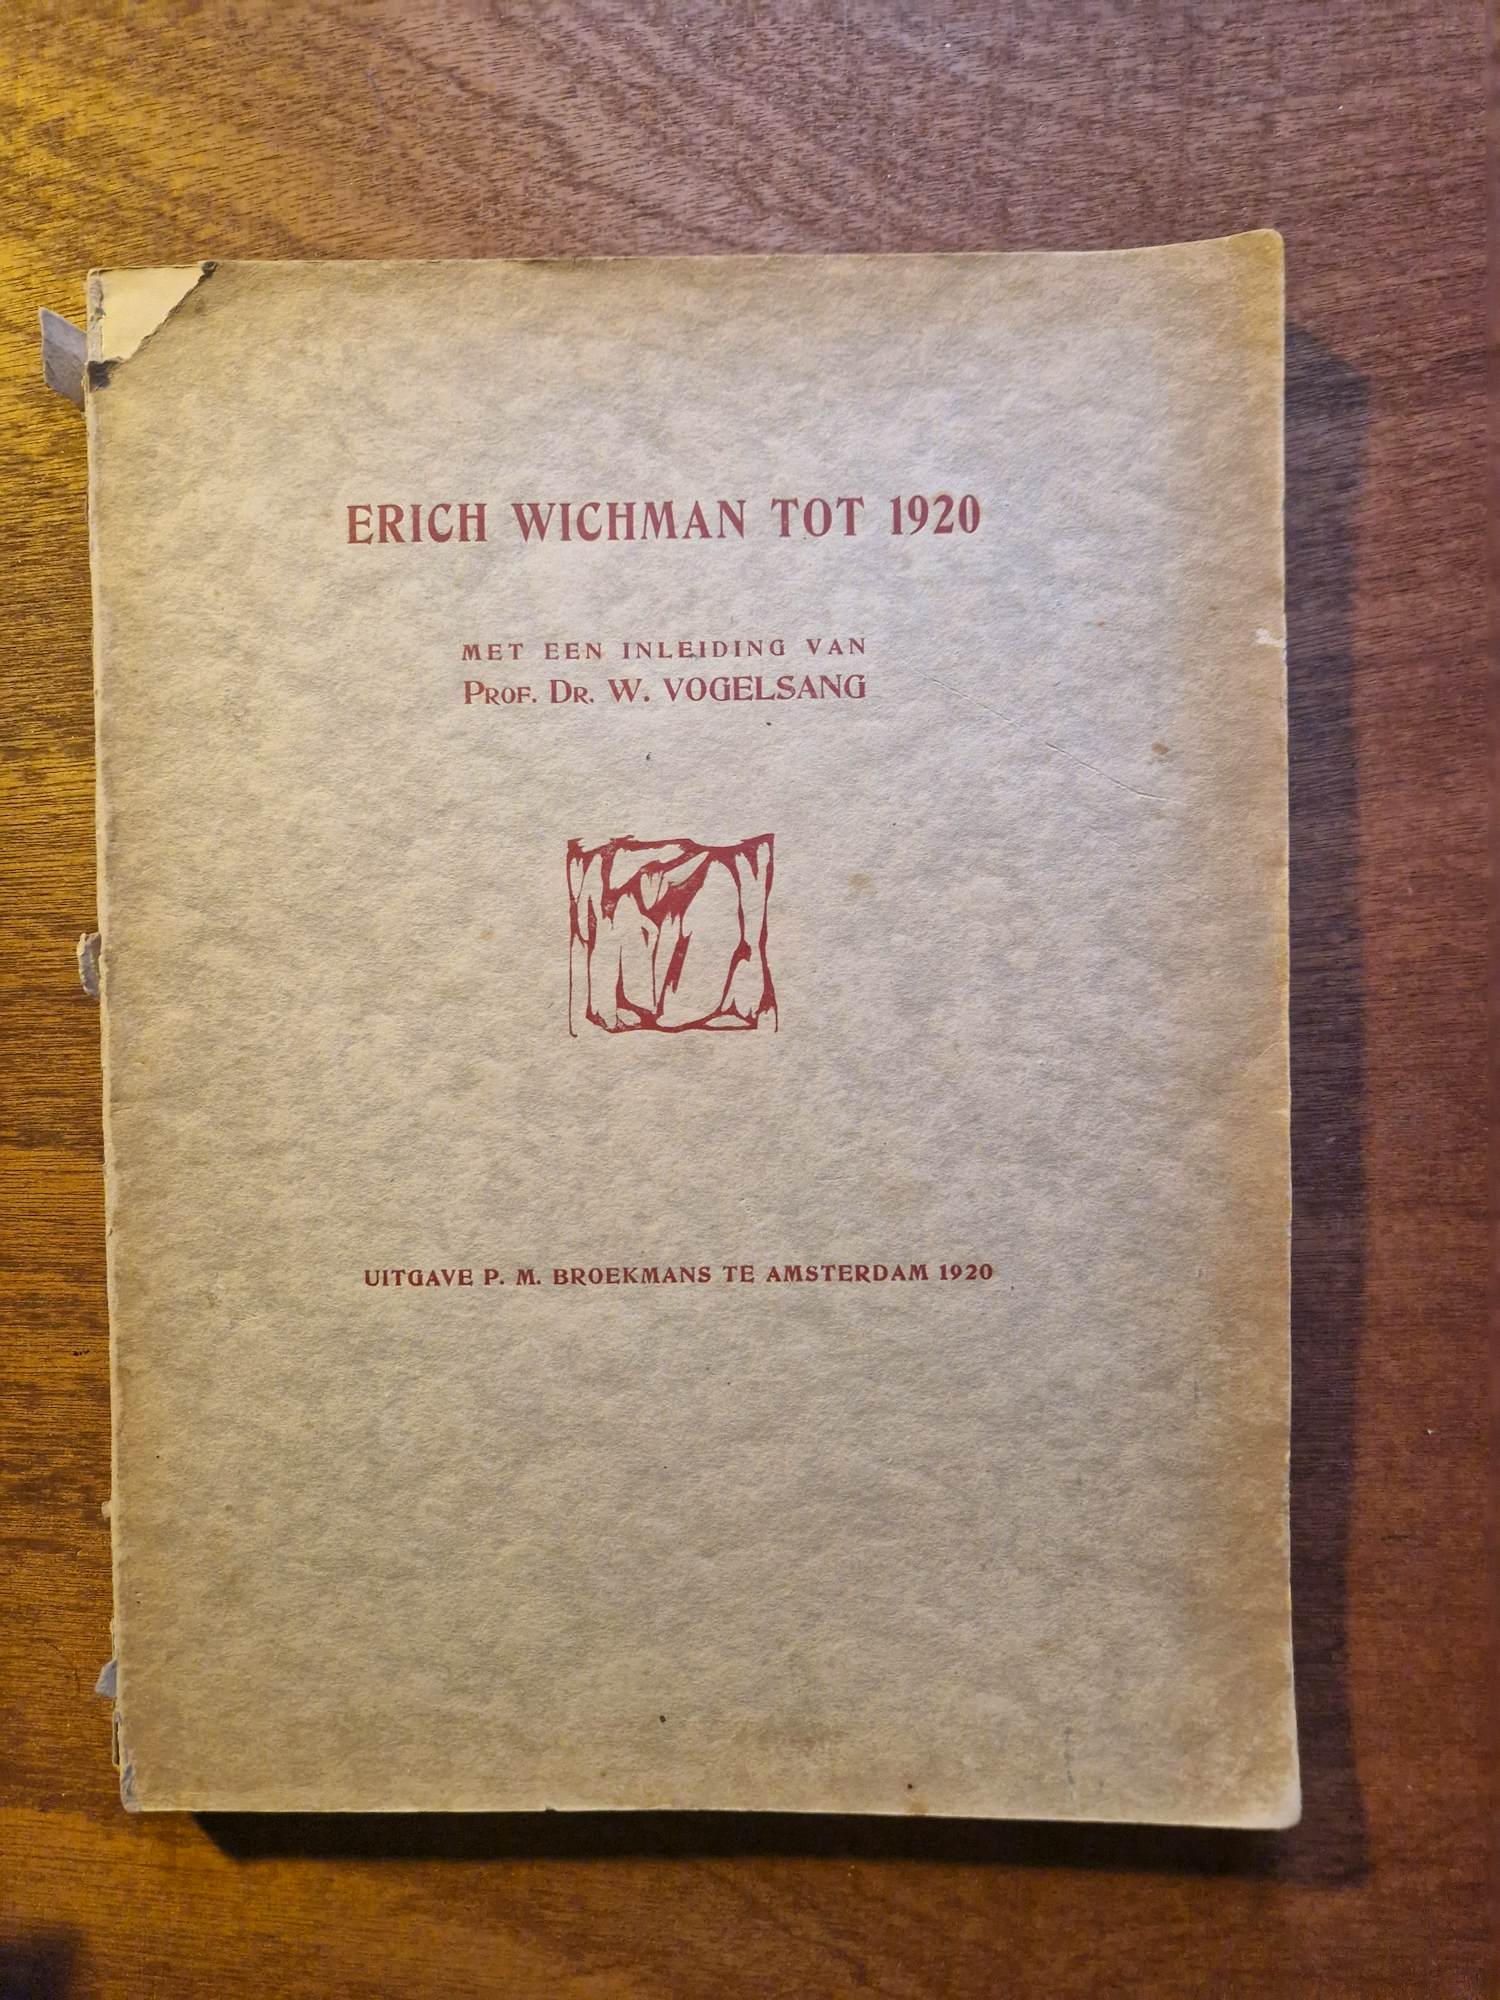 ERICH WICHMAN TOT 1920
MET EEN INLEIDING VAN
PROF. DR. W. VOGELSANG
UITGAVE P. M. BROEKMANS TE AMSTERDAM 1920